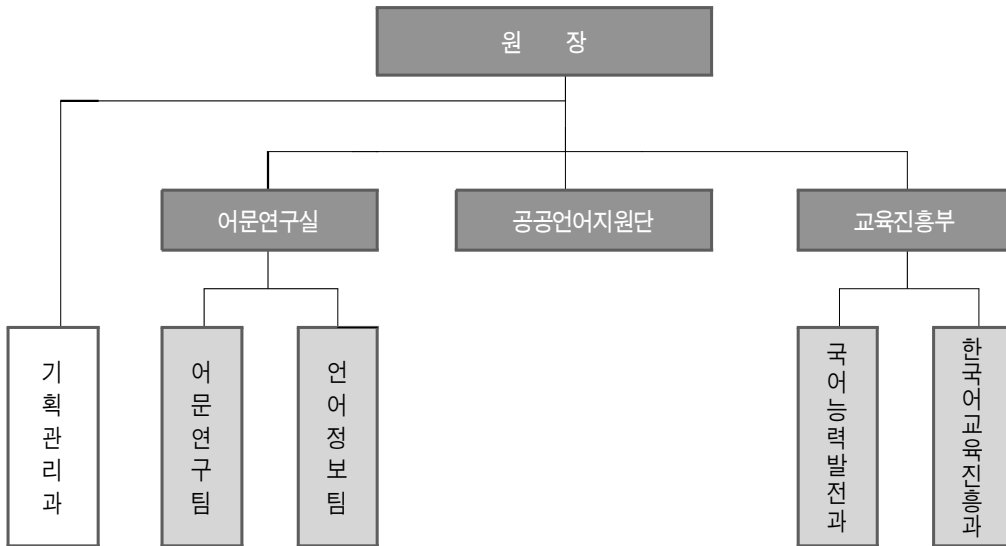 원 장
어문연구실
공공언어지원단
교육진흥부
기획관리과
어문연구팀
언어정보팀
국어능력발전과
한국어교육진흥과